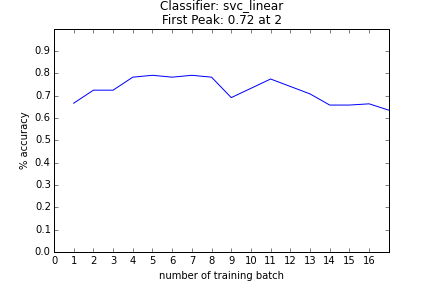 Classifier: svc_linear
First Peak: 0.72 at 2
% accuracy
0.9
0.8
0.7
0.6
0.5
0.4
0.3
0.2
0.1
0.0
0 1 2 3 4 5 6 7 8 9 10 11 12 13 14 15 16
number of training batch